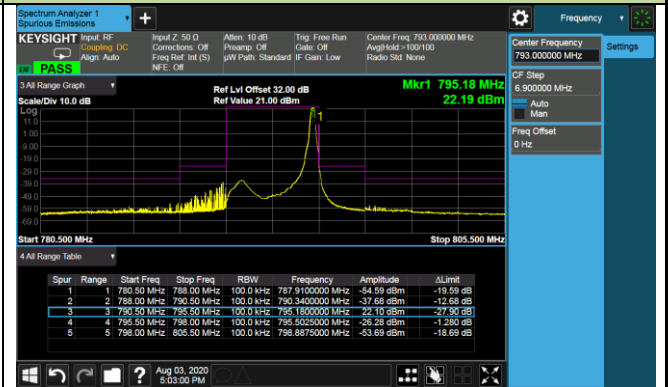 Spectrum Analyzer 1
Spurious Emissions
Frequency
KEYSIGHT
Input: RF
Coupling: DC
Align: Auto
Input Z: 50 Ω
Corrections: Off
Freq Ref: Int (S)
NFE: Off
Atten: 10 dB
Preamp: Off
µW Path: Standard
Trig: Free Run
Gate: Off
IF Gain: Low
Center Freq: 793.000000 MHz
Avg|Hold:>100/100
Radio Std: None
PASS
Center Frequency
793.000000 MHz
Settings
CF Step
6.900000 MHz
Auto
Man
Freq Offset
0 Hz
3 All Range Graph
Scale/Div 10.0 dB
Ref Lvl Offset 32.00 dB
Ref Value 21.00 dBm
Mkr1 795.18 MHz
22.19 dBm
Log
11.0
1.00
-9.00
-19.0
-29.0
-39.0
-49.0
-59.0
-69.0
1
Start 780.500 MHz
Stop 805.500 MHz
4 All Range Table
Spur Range Start Freq Stop Freq RBW Frequency Amplitude ΔLimit
1 1 780.50 MHz 788.00 MHz 100.0 kHz 787.9100000 MHz -54.59 dBm -19.59 dB
2 2 788.00 MHz 790.50 MHz 100.0 kHz 790.3400000 MHz -37.68 dBm -12.68 dB
3 3 790.50 MHz 795.50 MHz 100.0 kHz 795.1800000 MHz 22.10 dBm -27.90 dB
4 4 795.50 MHz 798.00 MHz 100.0 kHz 795.5025000 MHz -26.28 dBm -1.280 dB
5 5 798.00 MHz 805.50 MHz 100.0 kHz 798.8875000 MHz -53.69 dBm -18.69 dB
Aug 03, 2020
5:03:00 PM